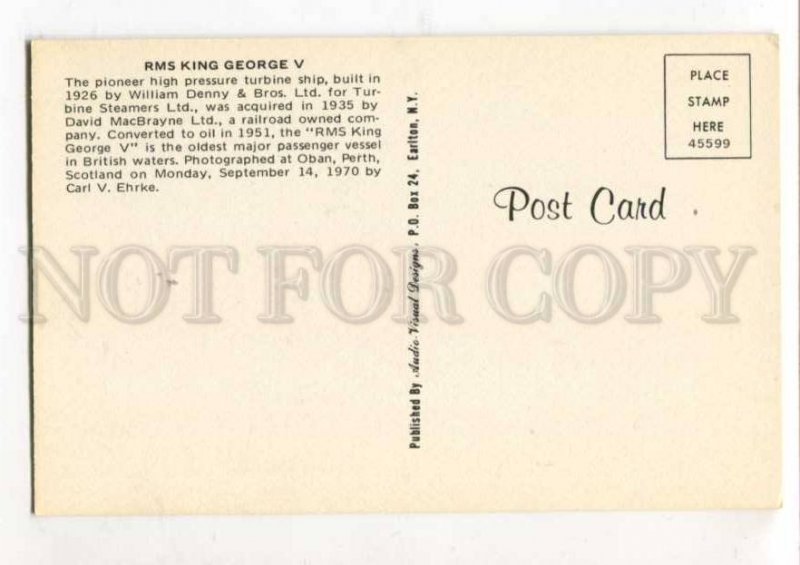 RMS KING GEORGE V
The pioneer high pressure turbine ship, built in
1926 by William Denny & Bros. Ltd. for Tur-
bine Steamers Ltd., was acquired in 1935 by
David MacBrayne Ltd., a railroad owned com-
pany. Converted to oil in 1951, the "RMS King
George V" is the oldest major passenger vessel
in British waters. Photographed at Oban, Perth,
Scotland on Monday, September 14, 1970 by
Carl V. Ehrke.
Published By Audio-Visual Designs, P.O. Box 24, Earlton, N.Y.
PLACE
STAMP
HERE
45599
Post Card
NOT FOR COPY